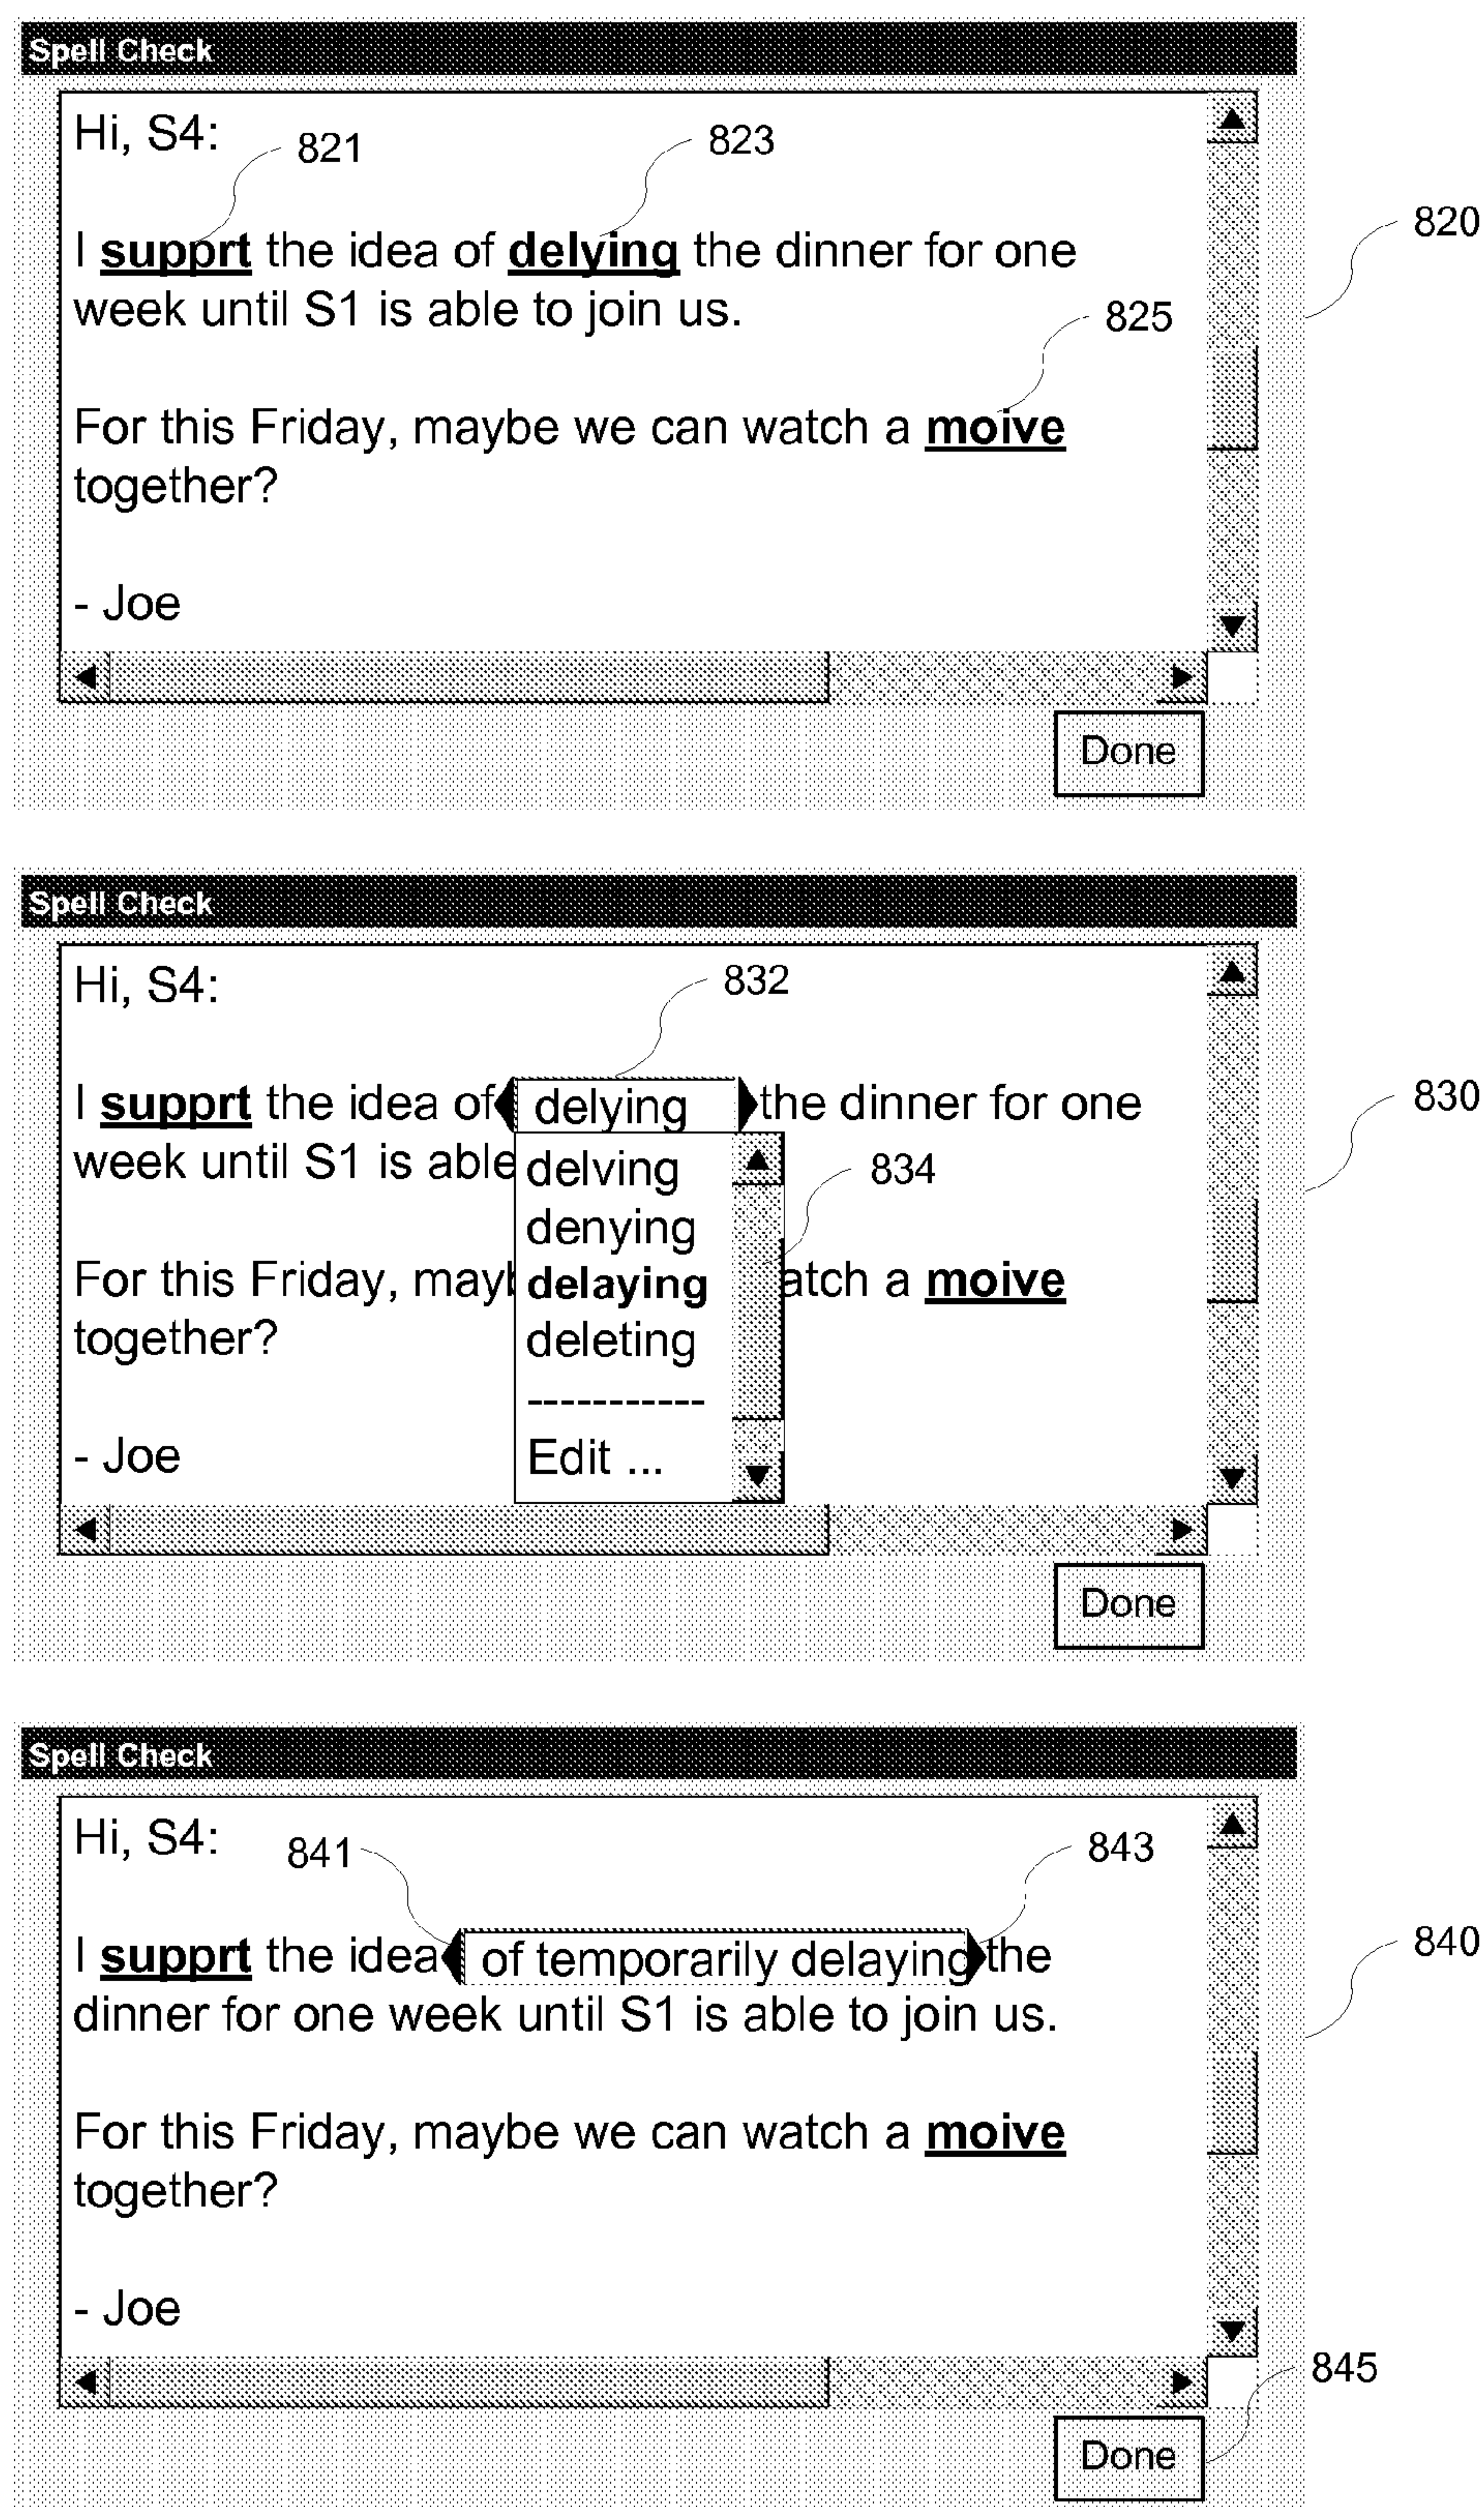 Spell Check
Hi, S4:
821
823
820
I supprt the idea of delying the dinner for one
week until S1 is able to join us.
825
For this Friday, maybe we can watch a moive
together?
- Joe
Done
Spell Check
Hi, S4:
832
830
I supprt the idea of delying the dinner for one
week until S1 is able
delving
834
denying
For this Friday, mayb
delaying
atch a moive
together?
deleting
-----------
- Joe
Edit ...
Done
Spell Check
Hi, S4:
841
843
840
I supprt the idea of temporarily delaying the
dinner for one week until S1 is able to join us.
For this Friday, maybe we can watch a moive
together?
- Joe
845
Done